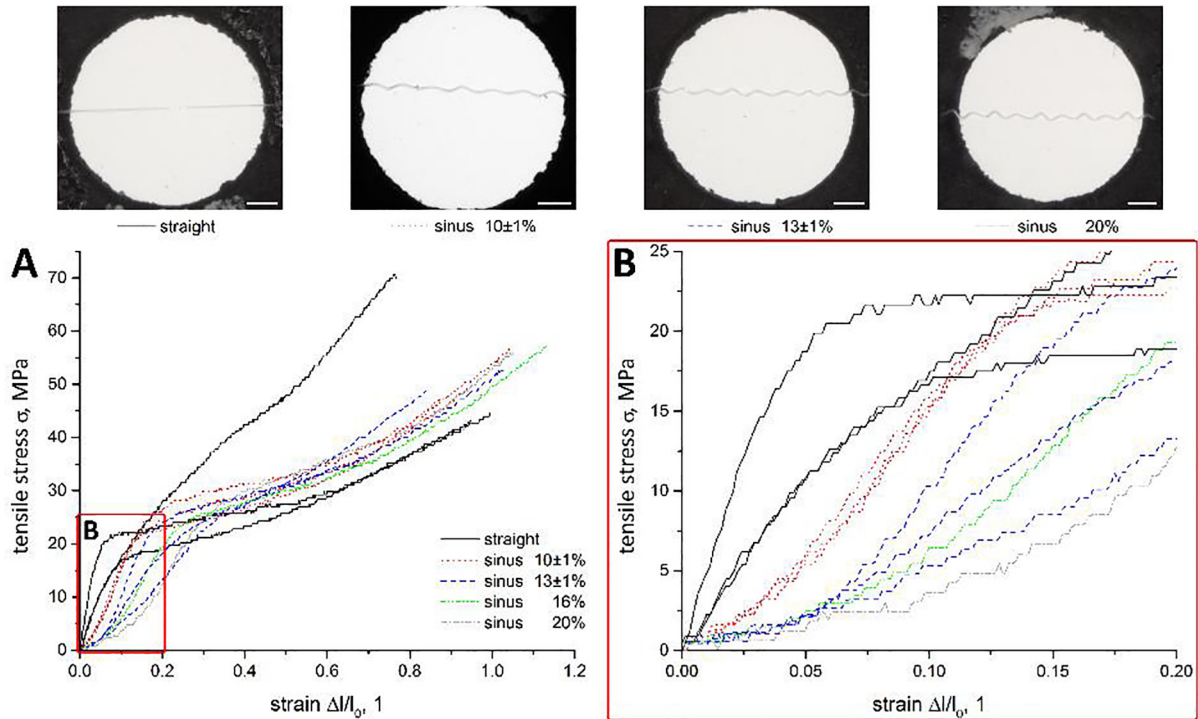 straight
sinus 10±1%
sinus 13±1%
sinus 20%
A
B
70
60
50
40
30
20
10
0
tensile stress σ, MPa
B
straight
sinus 10±1%
sinus 13±1%
sinus 16%
sinus 20%
0.0 0.2 0.4 0.6 0.8 1.0 1.2
strain Δl/l₀, 1
25
20
15
10
5
0
tensile stress σ, MPa
0.00 0.05 0.10 0.15 0.20
strain Δl/l₀, 1